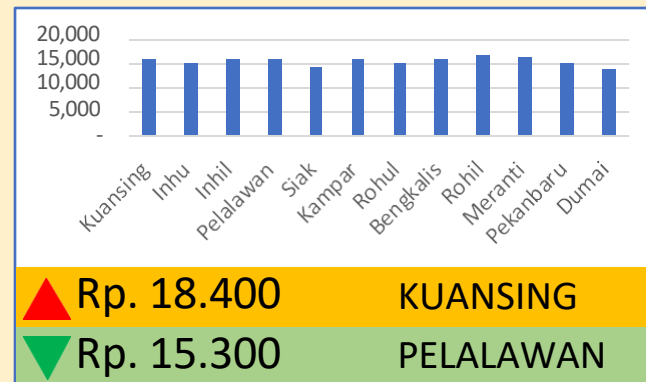 20,000
15,000
10,000
5,000
-
Kuansing
Inhu
Inhil
Pelalawan
Siak
Kampar
Rohul
Bengkalis
Rohil
Meranti
Pekanbaru
Dumai
Rp. 18.400 KUANSING
Rp. 15.300 PELALAWAN